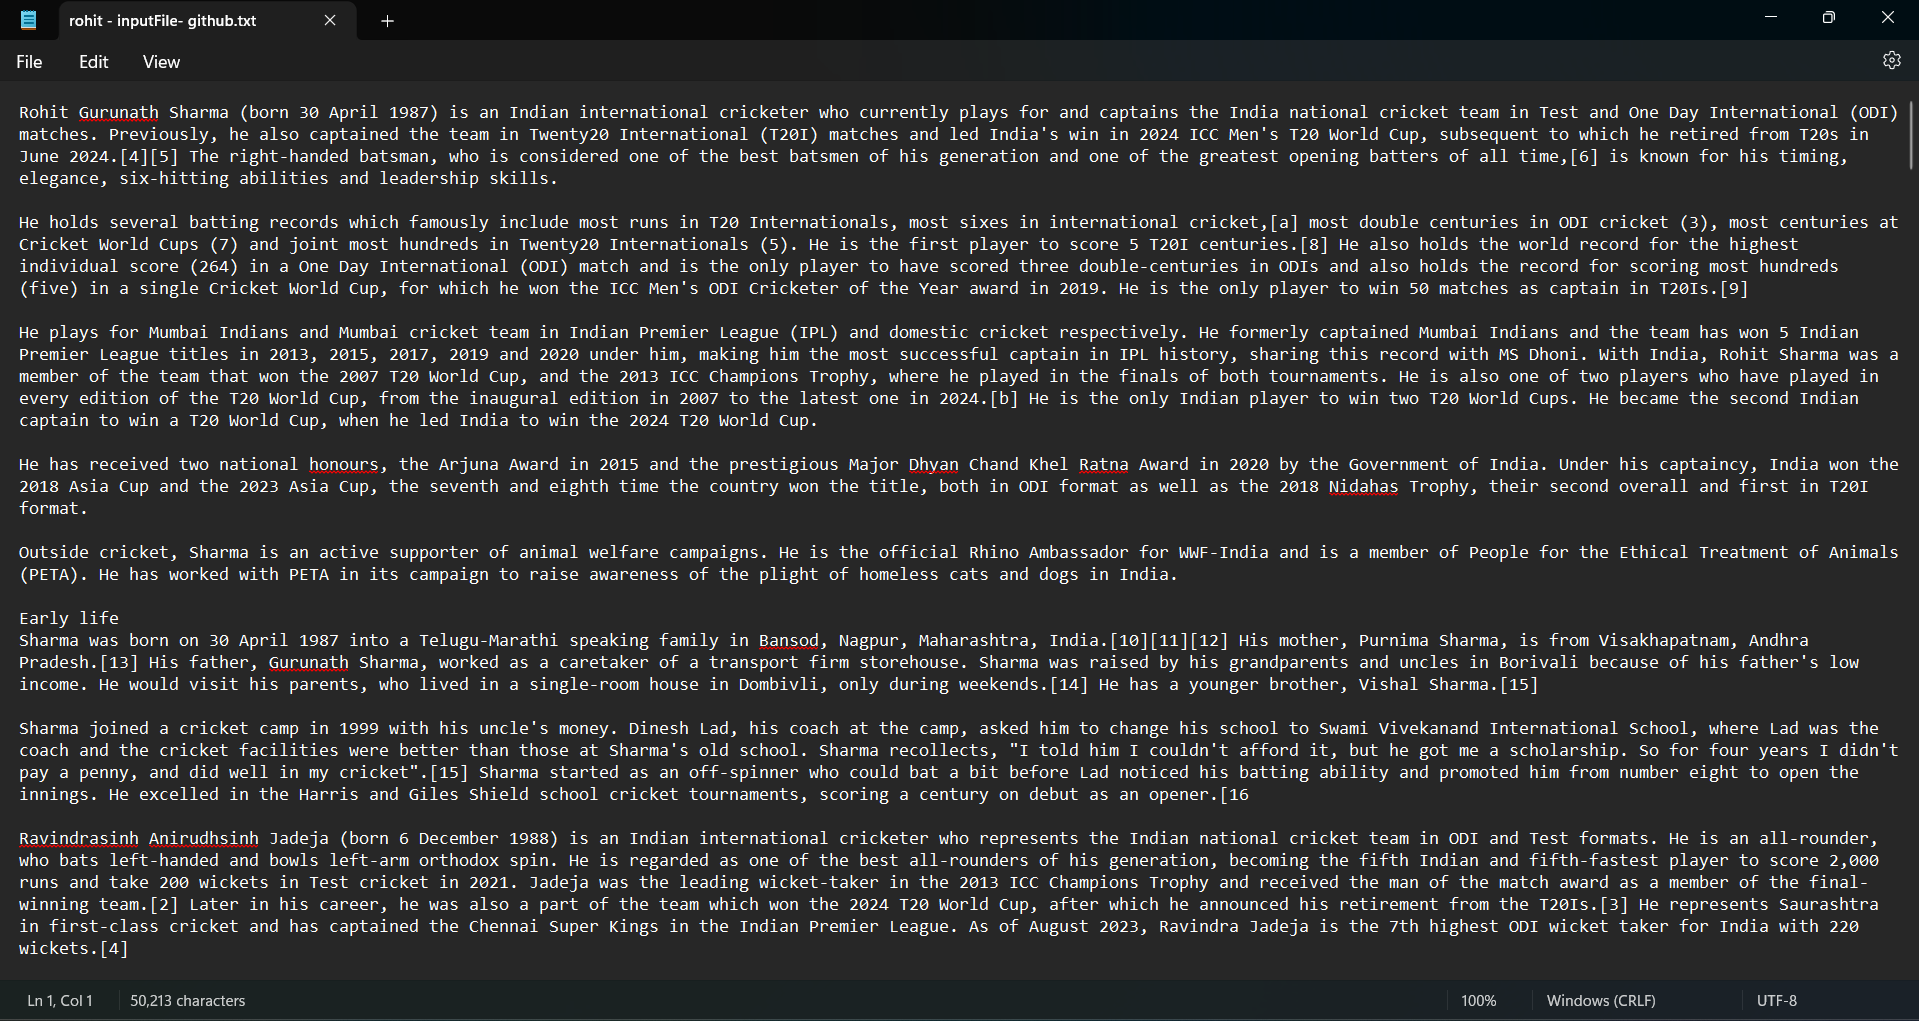 rohit - inputFile- github.txt
File Edit View
Rohit Gurunath Sharma (born 30 April 1987) is an Indian international cricketer who currently plays for and captains the India national cricket team in Test and One Day International (ODI)
matches. Previously, he also captained the team in Twenty20 International (T20I) matches and led India's win in 2024 ICC Men's T20 World Cup, subsequent to which he retired from T20s in
June 2024.[4][5] The right-handed batsman, who is considered one of the best batsmen of his generation and one of the greatest opening batters of all time,[6] is known for his timing,
elegance, six-hitting abilities and leadership skills.
He holds several batting records which famously include most runs in T20 Internationals, most sixes in international cricket,[a] most double centuries in ODI cricket (3), most centuries at
Cricket World Cups (7) and joint most hundreds in Twenty20 Internationals (5). He is the first player to score 5 T20I centuries.[8] He also holds the world record for the highest
individual score (264) in a One Day International (ODI) match and is the only player to have scored three double-centuries in ODIs and also holds the record for scoring most hundreds
(five) in a single Cricket World Cup, for which he won the ICC Men's ODI Cricketer of the Year award in 2019. He is the only player to win 50 matches as captain in T20Is.[9]
He plays for Mumbai Indians and Mumbai cricket team in Indian Premier League (IPL) and domestic cricket respectively. He formerly captained Mumbai Indians and the team has won 5 Indian
Premier League titles in 2013, 2015, 2017, 2019 and 2020 under him, making him the most successful captain in IPL history, sharing this record with MS Dhoni. With India, Rohit Sharma was a
member of the team that won the 2007 T20 World Cup, and the 2013 ICC Champions Trophy, where he played in the finals of both tournaments. He is also one of two players who have played in
every edition of the T20 World Cup, from the inaugural edition in 2007 to the latest one in 2024.[b] He is the only Indian player to win two T20 World Cups. He became the second Indian
captain to win a T20 World Cup, when he led India to win the 2024 T20 World Cup.
He has received two national honours, the Arjuna Award in 2015 and the prestigious Major Dhyan Chand Khel Ratna Award in 2020 by the Government of India. Under his captaincy, India won the
2018 Asia Cup and the 2023 Asia Cup, the seventh and eighth time the country won the title, both in ODI format as well as the 2018 Nidahas Trophy, their second overall and first in T20I
format.
Outside cricket, Sharma is an active supporter of animal welfare campaigns. He is the official Rhino Ambassador for WWF-India and is a member of People for the Ethical Treatment of Animals
(PETA). He has worked with PETA in its campaign to raise awareness of the plight of homeless cats and dogs in India.
Early life
Sharma was born on 30 April 1987 into a Telugu-Marathi speaking family in Bansod, Nagpur, Maharashtra, India.[10][11][12] His mother, Purnima Sharma, is from Visakhapatnam, Andhra
Pradesh.[13] His father, Gurunath Sharma, worked as a caretaker of a transport firm storehouse. Sharma was raised by his grandparents and uncles in Borivali because of his father's low
income. He would visit his parents, who lived in a single-room house in Dombivli, only during weekends.[14] He has a younger brother, Vishal Sharma.[15]
Sharma joined a cricket camp in 1999 with his uncle's money. Dinesh Lad, his coach at the camp, asked him to change his school to Swami Vivekanand International School, where Lad was the
coach and the cricket facilities were better than those at Sharma's old school. Sharma recollects, "I told him I couldn't afford it, but he got me a scholarship. So for four years I didn't
pay a penny, and did well in my cricket".[15] Sharma started as an off-spinner who could bat a bit before Lad noticed his batting ability and promoted him from number eight to open the
innings. He excelled in the Harris and Giles Shield school cricket tournaments, scoring a century on debut as an opener.[16
Ravindrasinh Anirudhsinh Jadeja (born 6 December 1988) is an Indian international cricketer who represents the Indian national cricket team in ODI and Test formats. He is an all-rounder,
who bats left-handed and bowls left-arm orthodox spin. He is regarded as one of the best all-rounders of his generation, becoming the fifth Indian and fifth-fastest player to score 2,000
runs and take 200 wickets in Test cricket in 2021. Jadeja was the leading wicket-taker in the 2013 ICC Champions Trophy and received the man of the match award as a member of the final-
winning team.[2] Later in his career, he was also a part of the team which won the 2024 T20 World Cup, after which he announced his retirement from the T20Is.[3] He represents Saurashtra
in first-class cricket and has captained the Chennai Super Kings in the Indian Premier League. As of August 2023, Ravindra Jadeja is the 7th highest ODI wicket taker for India with 220
wickets.[4]
Ln 1, Col 1 50,213 characters 100% Windows (CRLF) UTF-8